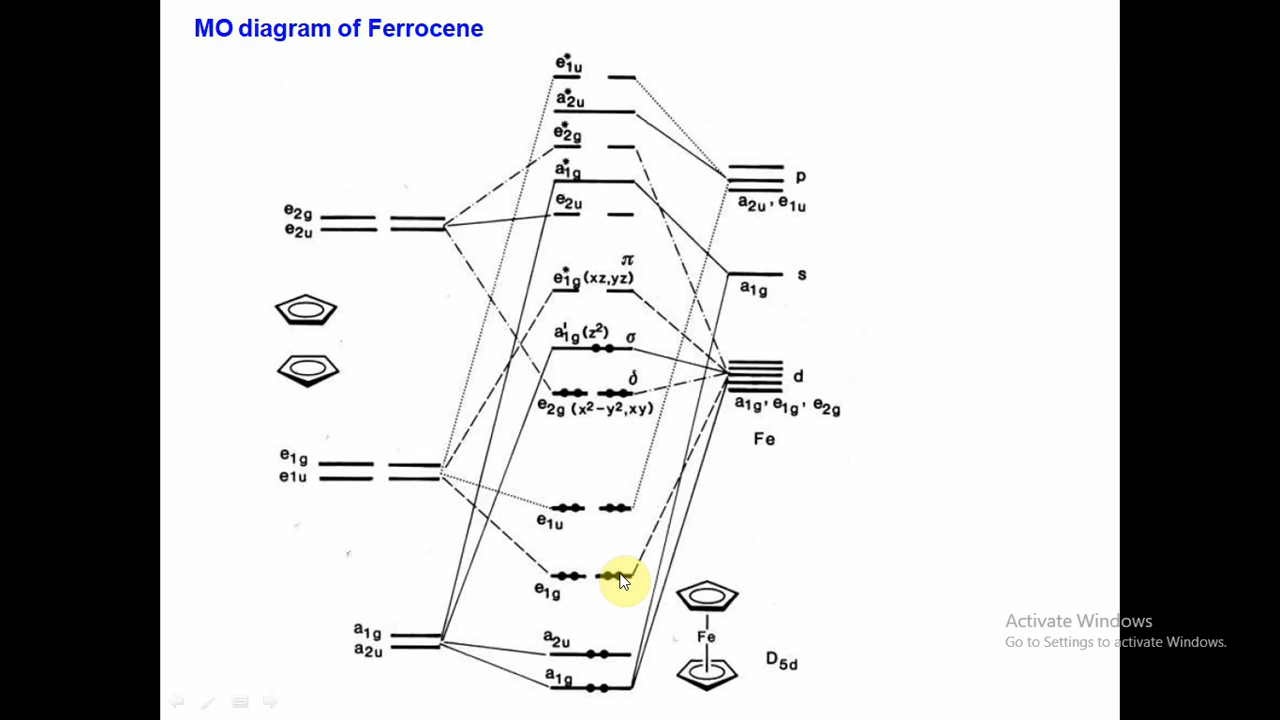 MO diagram of Ferrocene
e*1u
a*2u
e*2g
a*1g
e2u
π
e*1g (xz,yz)
a'1g (z²) σ
δ
e2g (x²-y²,xy)
e1u
e1g
a2u
a1g
e2g
e2u
e1g
e1u
a1g
a2u
p
a2u, e1u
s
a1g
d
a1g, e1g, e2g
Fe
Fe
D5d
Activate Windows
Go to Settings to activate Windows.